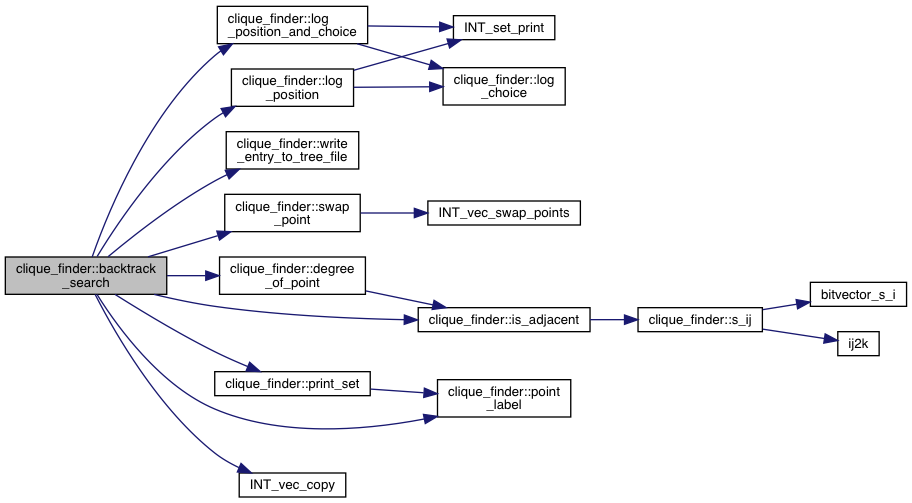 clique_finder::backtrack
_search
clique_finder::log
_position_and_choice
INT_set_print
clique_finder::log
_choice
clique_finder::log
_position
clique_finder::write
_entry_to_tree_file
clique_finder::swap
_point
INT_vec_swap_points
clique_finder::degree
_of_point
clique_finder::is_adjacent
clique_finder::s_ij
bitvector_s_i
ij2k
clique_finder::print_set
clique_finder::point
_label
INT_vec_copy